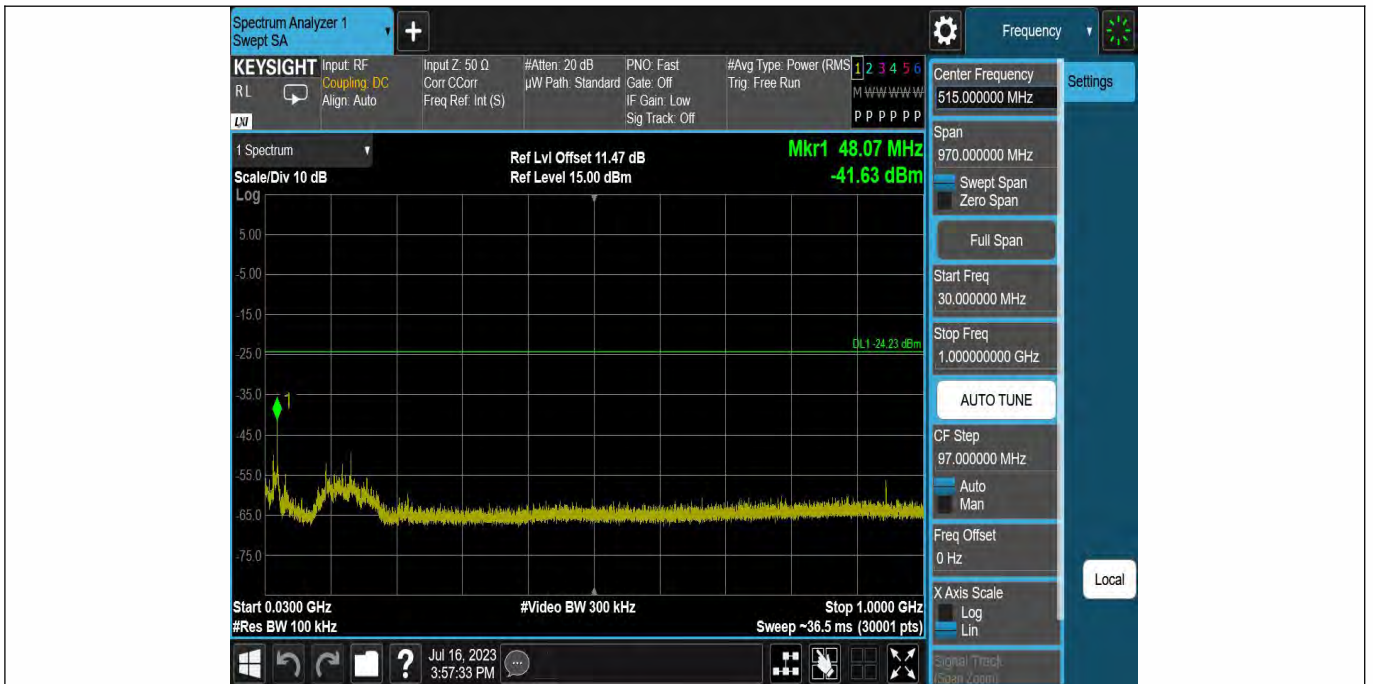 Spectrum Analyzer 1
Swept SA
+
Frequency
KEYSIGHT
RL
LXI
Input: RF
Coupling: DC
Align: Auto
Input Z: 50 Ω
Corr CCorr
Freq Ref: Int (S)
#Atten: 20 dB
µW Path: Standard
PNO: Fast
Gate: Off
IF Gain: Low
Sig Track: Off
#Avg Type: Power (RMS
Trig: Free Run
1 2 3 4 5 6
M W W W W W
P P P P P P
Center Frequency
515.000000 MHz
Settings
1 Spectrum
Scale/Div 10 dB
Log
Ref Lvl Offset 11.47 dB
Ref Level 15.00 dBm
Mkr1 48.07 MHz
-41.63 dBm
5.00
-5.00
-15.0
-25.0
-35.0
-45.0
-55.0
-65.0
-75.0
DL1 -24.23 dBm
1
Start 0.0300 GHz
#Res BW 100 kHz
#Video BW 300 kHz
Stop 1.0000 GHz
Sweep ~36.5 ms (30001 pts)
Span
970.000000 MHz
Swept Span
Zero Span
Full Span
Start Freq
30.000000 MHz
Stop Freq
1.000000000 GHz
AUTO TUNE
CF Step
97.000000 MHz
Auto
Man
Freq Offset
0 Hz
X Axis Scale
Log
Lin
Signal Track
(Span Zoom)
Local
?
Jul 16, 2023
3:57:33 PM